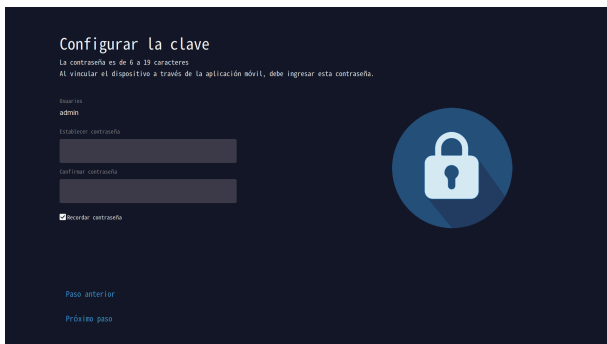 Configurar la clave
La contraseña es de 6 a 19 caracteres
Al vincular el dispositivo a través de la aplicación móvil, debe ingresar esta contraseña.
Usuarios
admin
Establecer contraseña
Confirmar contraseña
Recordar contraseña
Paso anterior
Próximo paso